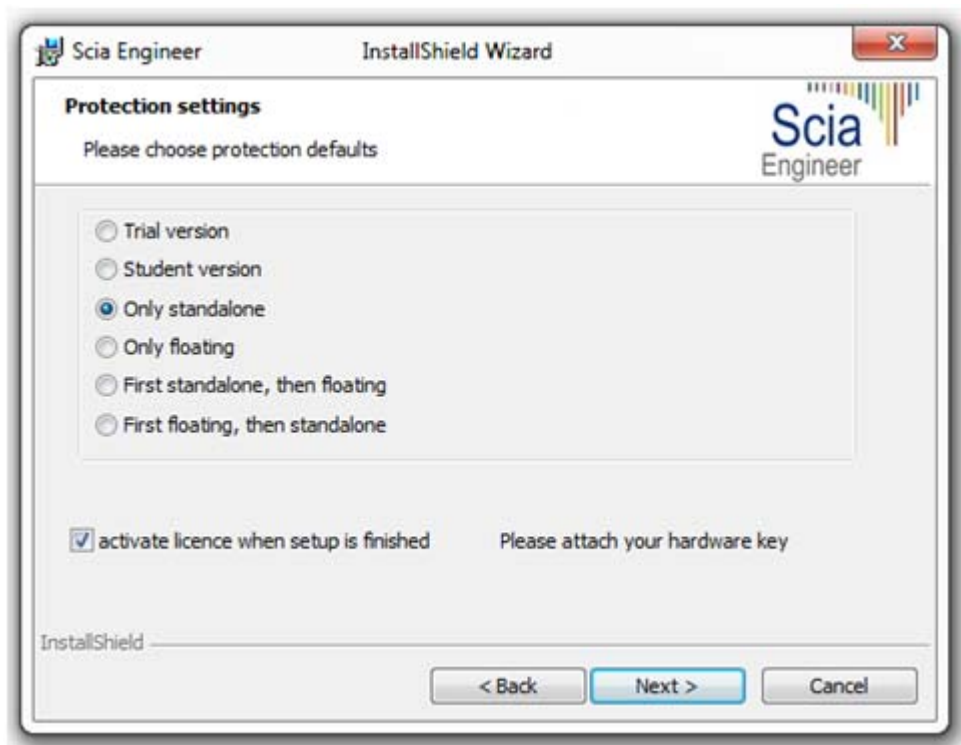 Scia Engineer InstallShield Wizard
Protection settings
Please choose protection defaults
Scia
Engineer
Trial version
Student version
Only standalone
Only floating
First standalone, then floating
First floating, then standalone
activate licence when setup is finished Please attach your hardware key
InstallShield
< Back Next > Cancel